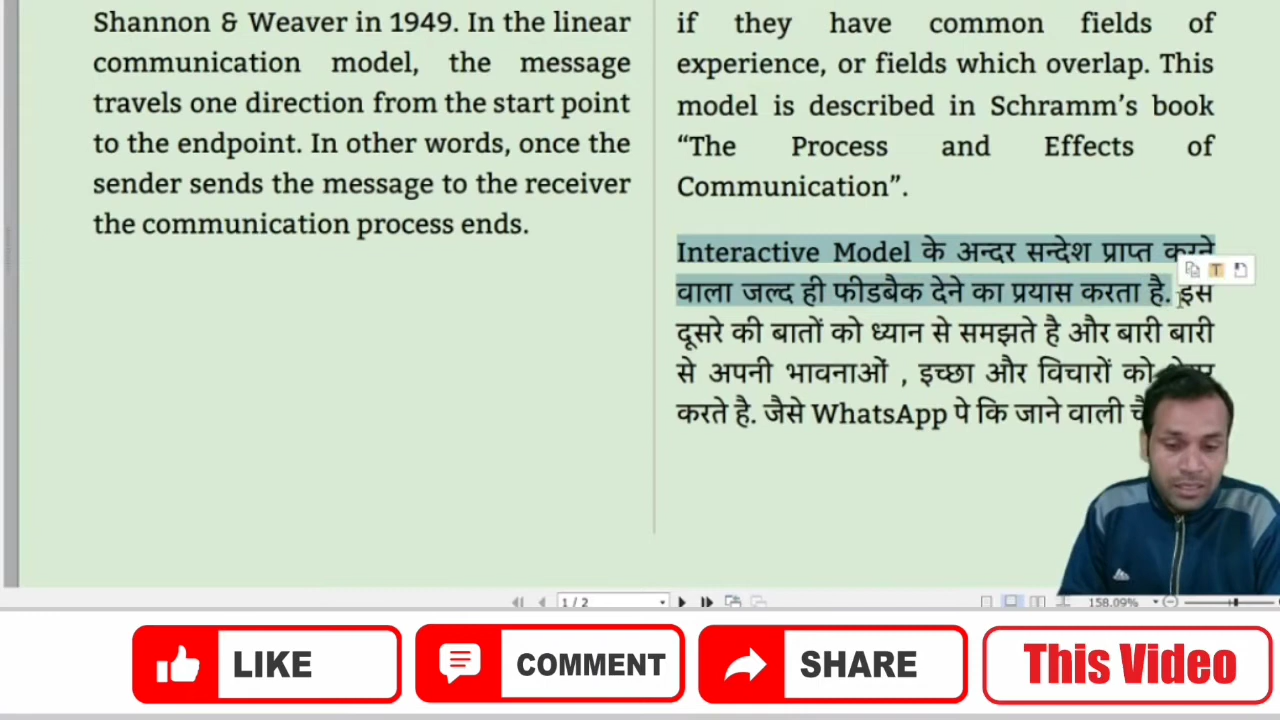 Shannon & Weaver in 1949. In the linear
communication model, the message
travels one direction from the start point
to the endpoint. In other words, once the
sender sends the message to the receiver
the communication process ends.
if they have common fields of
experience, or fields which overlap. This
model is described in Schramm's book
“The Process and Effects of
Communication”.
Interactive Model के अन्दर सन्देश प्राप्त करने
वाला जल्द ही फीडबैक देने का प्रयास करता है. इस
दूसरे की बातों को ध्यान से समझते है और बारी बारी
से अपनी भावनाओं , इच्छा और विचारों को
करते है. जैसे WhatsApp पे कि जाने वाली
1 / 2
158.09%
LIKE
COMMENT
SHARE
This Video